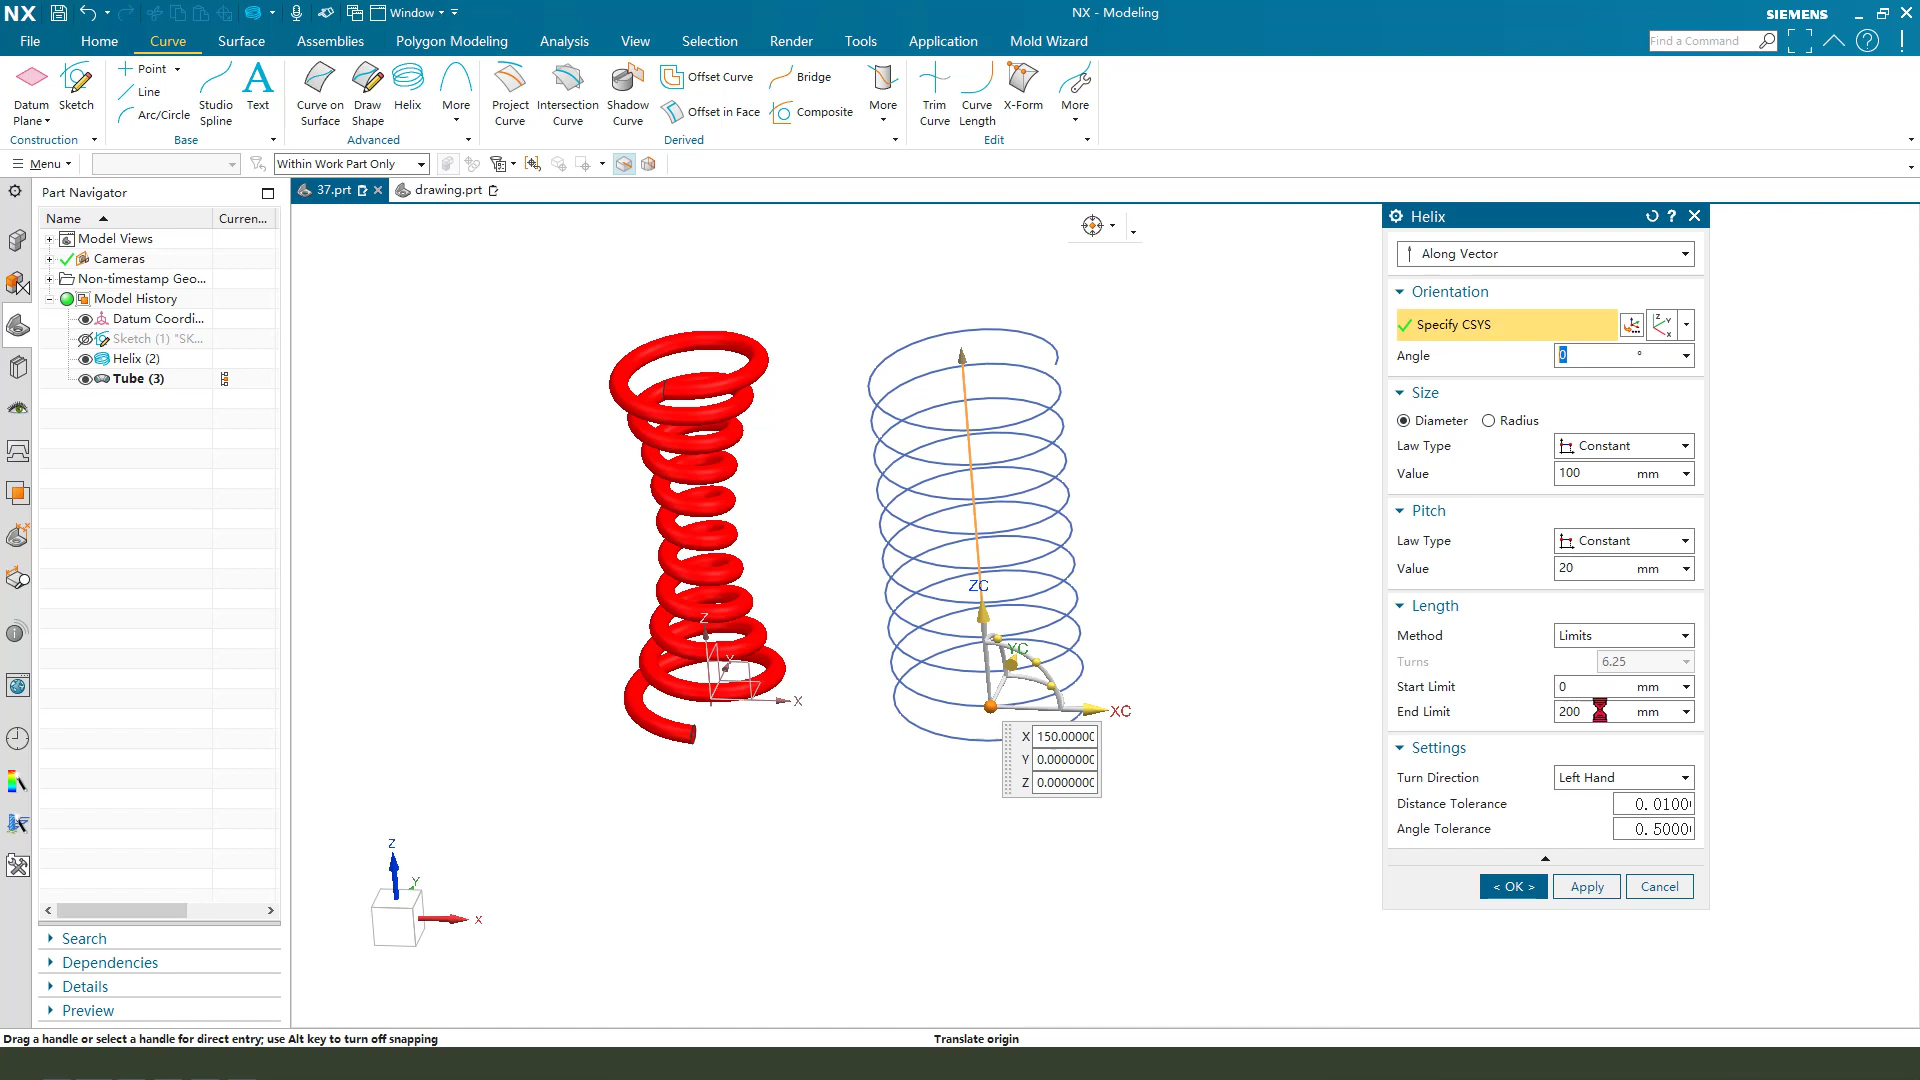 NX
Window
NX - Modeling
SIEMENS
File
Home
Curve
Surface
Assemblies
Polygon Modeling
Analysis
View
Selection
Render
Tools
Application
Mold Wizard
Find a Command
Datum Plane
Sketch
Point
Line
Arc/Circle
Studio Spline
Text
Curve on Surface
Draw Shape
Helix
More
Project Curve
Intersection Curve
Shadow Curve
Offset Curve
Offset in Face
Bridge
Composite
More
Trim Curve
Curve Length
X-Form
More
Construction
Base
Advanced
Derived
Edit
Menu
Within Work Part Only
Part Navigator
37.prt
drawing.prt
Name
Curren...
Model Views
Cameras
Non-timestamp Geo...
Model History
Datum Coordi...
Sketch (1) "SK...
Helix (2)
Tube (3)
Search
Dependencies
Details
Preview
Z
Y
X
ZC
YC
XC
X 150.0000
Y 0.000000
Z 0.000000
Z
Y
X
Helix
Along Vector
Orientation
Specify CSYS
Angle 0 °
Size
Diameter Radius
Law Type Constant
Value 100 mm
Pitch
Law Type Constant
Value 20 mm
Length
Method Limits
Turns 6.25
Start Limit 0 mm
End Limit 200 mm
Settings
Turn Direction Left Hand
Distance Tolerance 0.0100
Angle Tolerance 0.5000
< OK >
Apply
Cancel
Drag a handle or select a handle for direct entry; use Alt key to turn off snapping
Translate origin